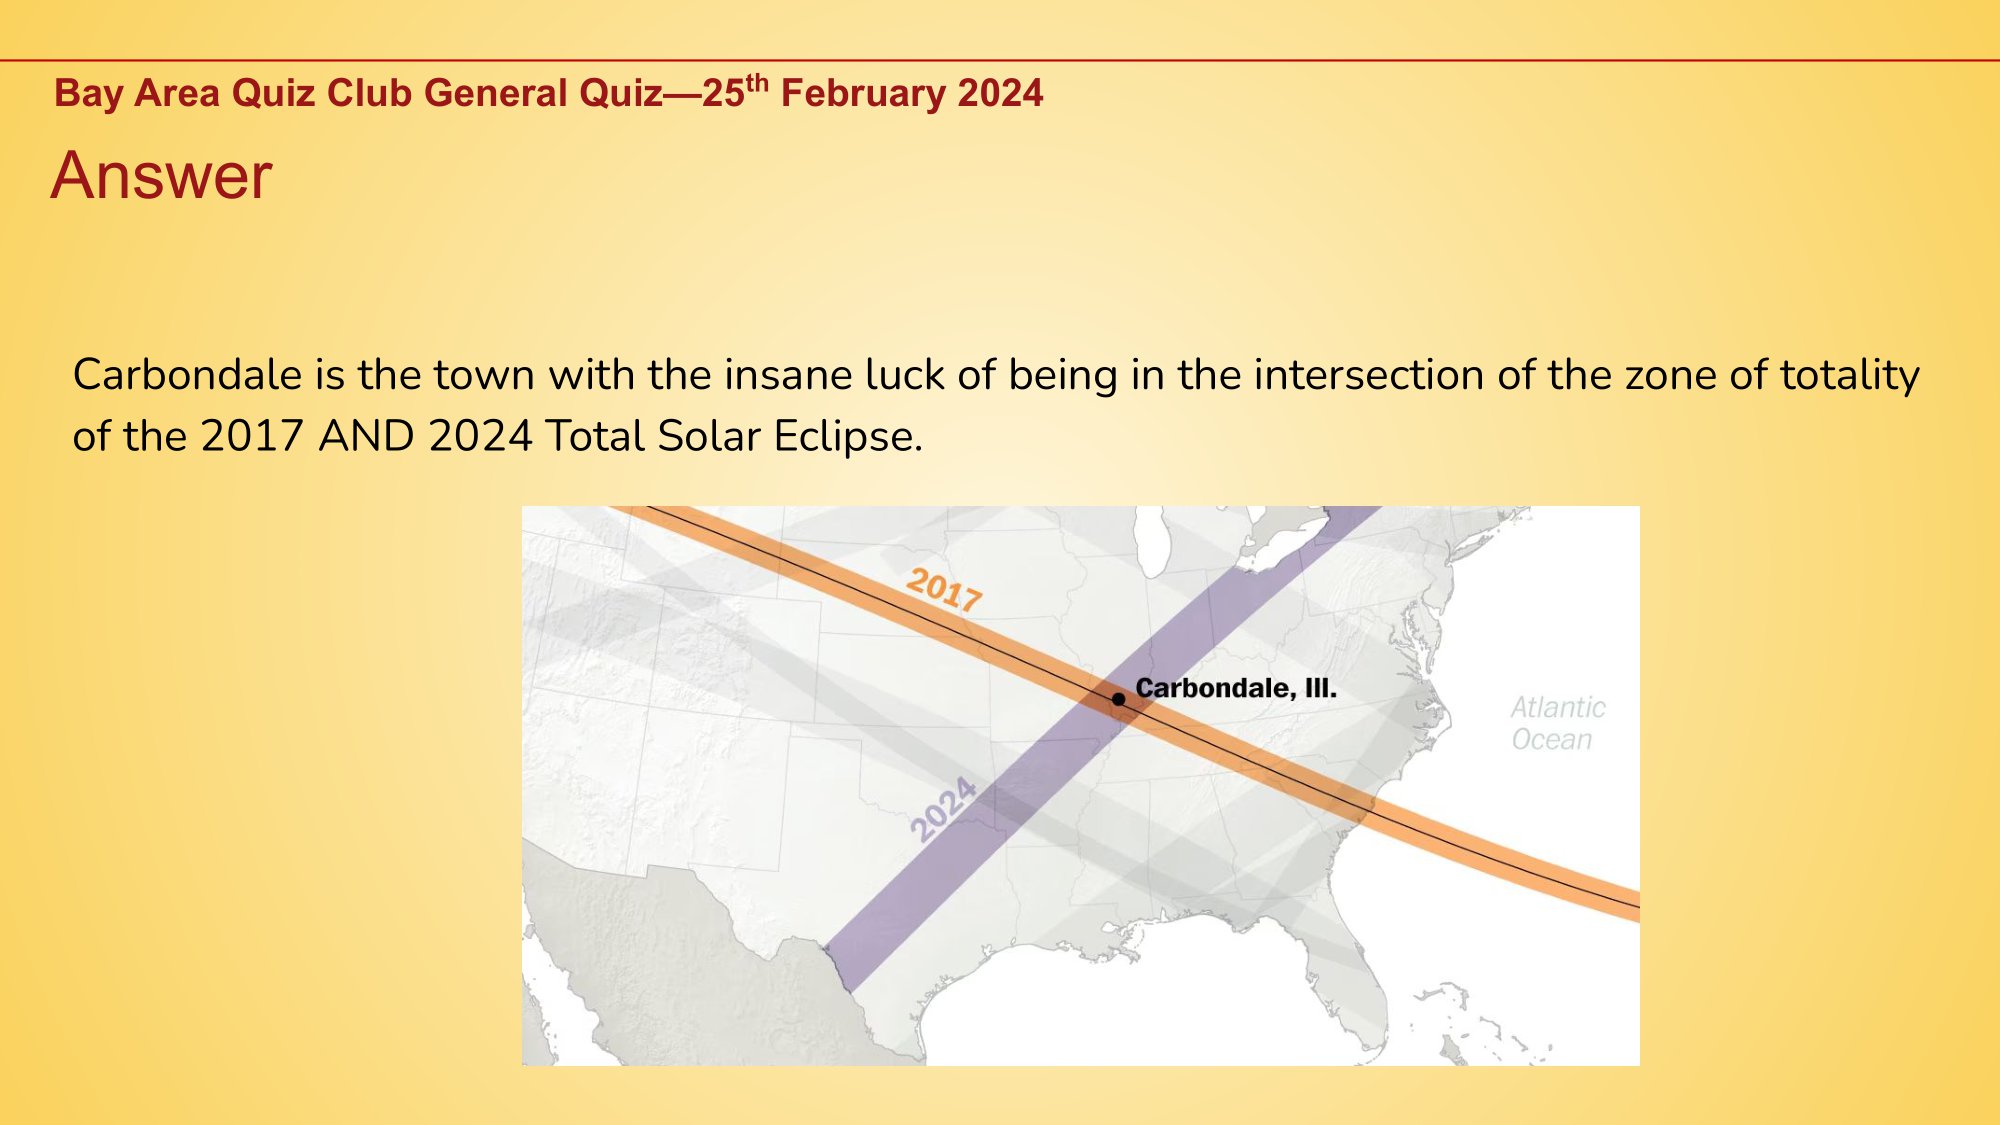 Bay Area Quiz Club General Quiz—25th February 2024
Answer
Carbondale is the town with the insane luck of being in the intersection of the zone of totality
of the 2017 AND 2024 Total Solar Eclipse.
2017
Carbondale, Ill.
Atlantic
Ocean
2024